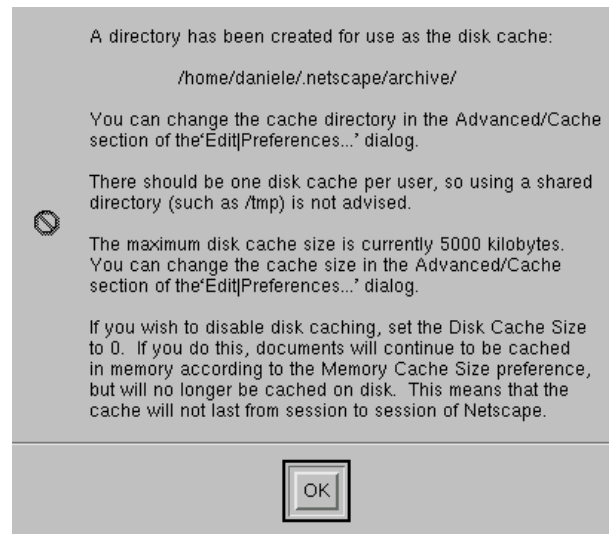 A directory has been created for use as the disk cache:
/home/daniele/.netscape/archive/
You can change the cache directory in the Advanced/Cache
section of the‘Edit|Preferences...’ dialog.
There should be one disk cache per user, so using a shared
directory (such as /tmp) is not advised.
The maximum disk cache size is currently 5000 kilobytes.
You can change the cache size in the Advanced/Cache
section of the‘Edit|Preferences...’ dialog.
If you wish to disable disk caching, set the Disk Cache Size
to 0.  If you do this, documents will continue to be cached
in memory according to the Memory Cache Size preference,
but will no longer be cached on disk.  This means that the
cache will not last from session to session of Netscape.
OK